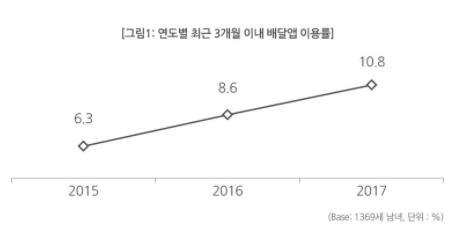 [그림1: 연도별 최근 3개월 이내 배달앱 이용률]
10.8
8.6
6.3
2015 2016 2017
(Base: 1369세 남녀, 단위 : %)